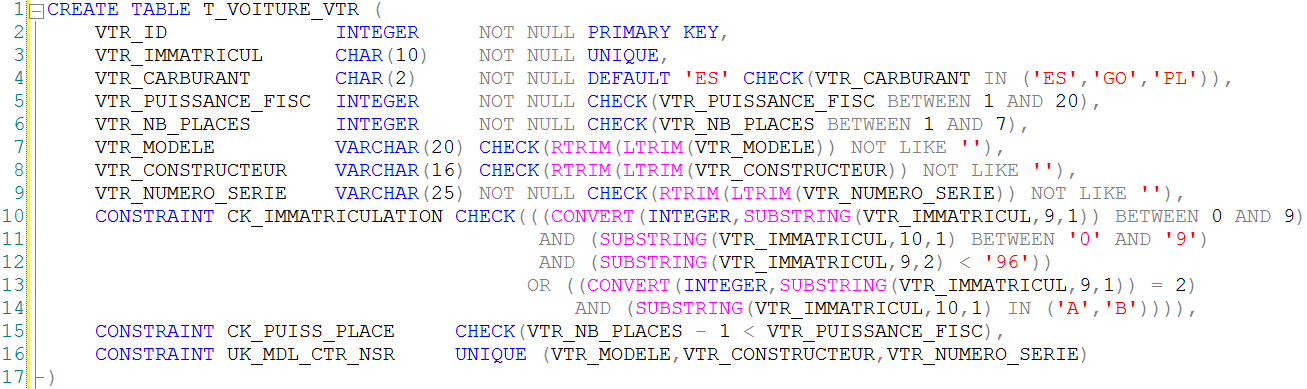 1 CREATE TABLE T_VOITURE_VTR (
2 VTR_ID INTEGER NOT NULL PRIMARY KEY,
3 VTR_IMMATRICUL CHAR(10) NOT NULL UNIQUE,
4 VTR_CARBURANT CHAR(2) NOT NULL DEFAULT 'ES' CHECK(VTR_CARBURANT IN ('ES','GO','PL')),
5 VTR_PUISSANCE_FISC INTEGER NOT NULL CHECK(VTR_PUISSANCE_FISC BETWEEN 1 AND 20),
6 VTR_NB_PLACES INTEGER NOT NULL CHECK(VTR_NB_PLACES BETWEEN 1 AND 7),
7 VTR_MODELE VARCHAR(20) CHECK(RTRIM(LTRIM(VTR_MODELE)) NOT LIKE ''),
8 VTR_CONSTRUCTEUR VARCHAR(16) CHECK(RTRIM(LTRIM(VTR_CONSTRUCTEUR)) NOT LIKE ''),
9 VTR_NUMERO_SERIE VARCHAR(25) NOT NULL CHECK(RTRIM(LTRIM(VTR_NUMERO_SERIE)) NOT LIKE ''),
10 CONSTRAINT CK_IMMATRICULATION CHECK(((CONVERT(INTEGER,SUBSTRING(VTR_IMMATRICUL,9,1)) BETWEEN 0 AND 9)
11 AND (SUBSTRING(VTR_IMMATRICUL,10,1) BETWEEN '0' AND '9')
12 AND (SUBSTRING(VTR_IMMATRICUL,9,2) < '96'))
13 OR ((CONVERT(INTEGER,SUBSTRING(VTR_IMMATRICUL,9,1)) = 2)
14 AND (SUBSTRING(VTR_IMMATRICUL,10,1) IN ('A','B')))),
15 CONSTRAINT CK_PUISS_PLACE CHECK(VTR_NB_PLACES - 1 < VTR_PUISSANCE_FISC),
16 CONSTRAINT UK_MDL_CTR_NSR UNIQUE (VTR_MODELE,VTR_CONSTRUCTEUR,VTR_NUMERO_SERIE)
17 )